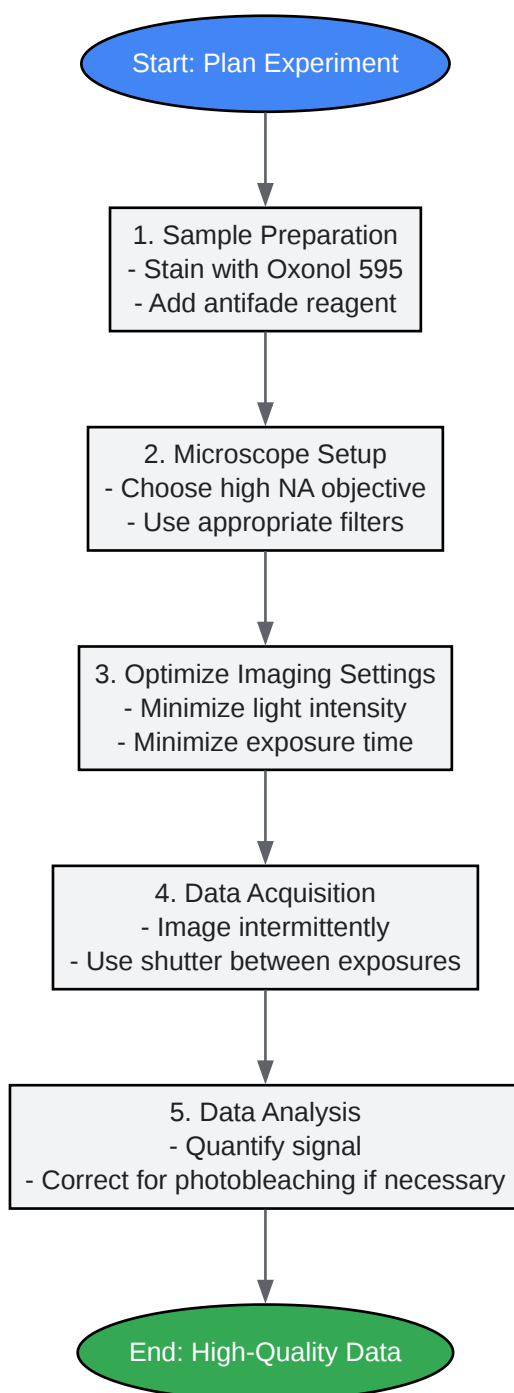 Start: Plan Experiment
1. Sample Preparation
- Stain with Oxonol 595
- Add antifade reagent
2. Microscope Setup
- Choose high NA objective
- Use appropriate filters
3. Optimize Imaging Settings
- Minimize light intensity
- Minimize exposure time
4. Data Acquisition
- Image intermittently
- Use shutter between exposures
5. Data Analysis
- Quantify signal
- Correct for photobleaching if necessary
End: High-Quality Data